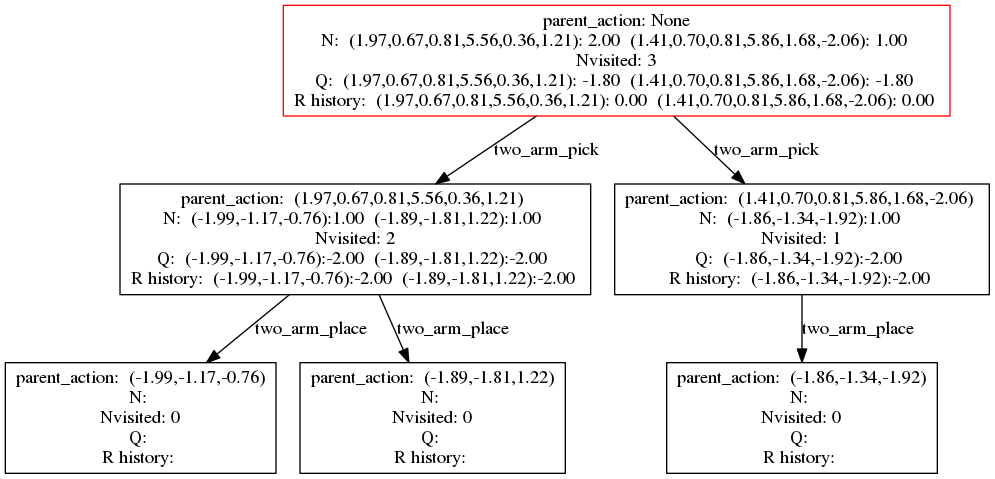 parent_action: None
N: (1.97,0.67,0.81,5.56,0.36,1.21): 2.00 (1.41,0.70,0.81,5.86,1.68,-2.06): 1.00
Nvisited: 3
Q: (1.97,0.67,0.81,5.56,0.36,1.21): -1.80 (1.41,0.70,0.81,5.86,1.68,-2.06): -1.80
R history: (1.97,0.67,0.81,5.56,0.36,1.21): 0.00 (1.41,0.70,0.81,5.86,1.68,-2.06): 0.00
two_arm_pick
two_arm_pick
parent_action: (1.97,0.67,0.81,5.56,0.36,1.21)
N: (-1.99,-1.17,-0.76):1.00 (-1.89,-1.81,1.22):1.00
Nvisited: 2
Q: (-1.99,-1.17,-0.76):-2.00 (-1.89,-1.81,1.22):-2.00
R history: (-1.99,-1.17,-0.76):-2.00 (-1.89,-1.81,1.22):-2.00
parent_action: (1.41,0.70,0.81,5.86,1.68,-2.06)
N: (-1.86,-1.34,-1.92):1.00
Nvisited: 1
Q: (-1.86,-1.34,-1.92):-2.00
R history: (-1.86,-1.34,-1.92):-2.00
two_arm_place
two_arm_place
two_arm_place
parent_action: (-1.99,-1.17,-0.76)
N:
Nvisited: 0
Q:
R history:
parent_action: (-1.89,-1.81,1.22)
N:
Nvisited: 0
Q:
R history:
parent_action: (-1.86,-1.34,-1.92)
N:
Nvisited: 0
Q:
R history: